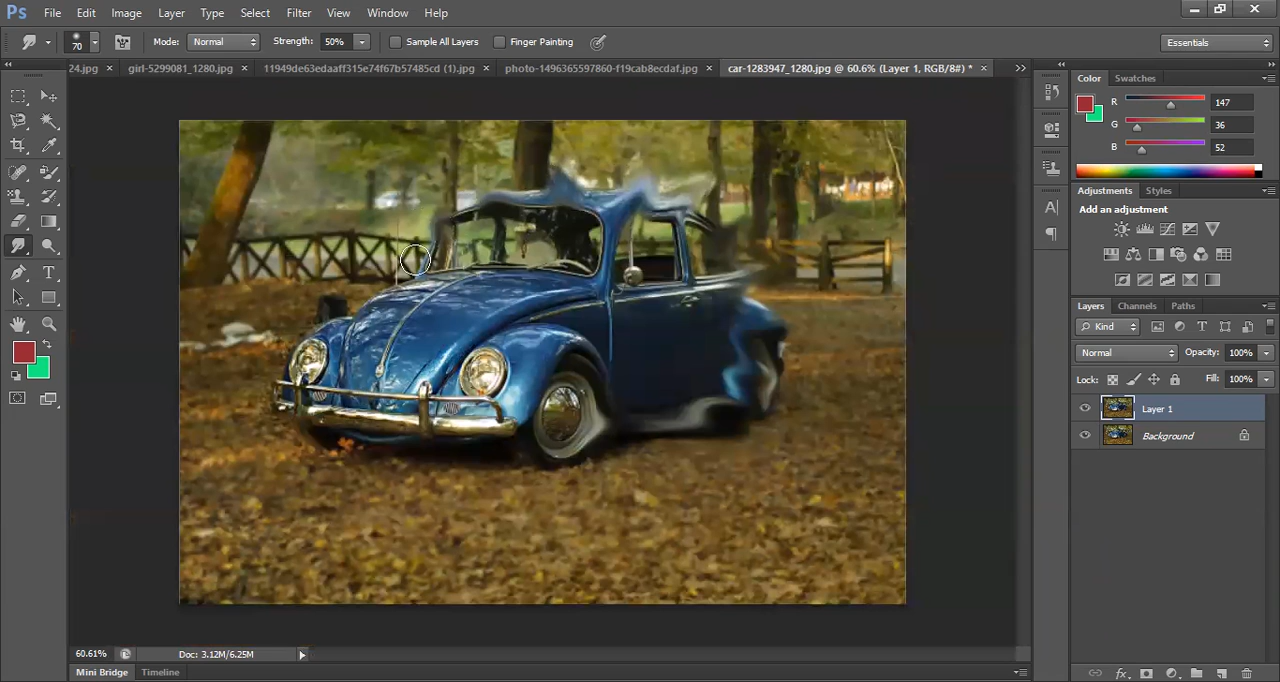 Ps File Edit Image Layer Type Select Filter View Window Help
70 Mode: Normal Strength: 50% Sample All Layers Finger Painting Essentials
24.jpg × girl-5299081_1280.jpg × 11949de63edaaff315e74f67b57485cd (1).jpg × photo-1496365597860-f19cab8ecdaf.jpg × car-1283947_1280.jpg @ 60.6% (Layer 1, RGB/8#) * ×
Color Swatches
R 147
G 36
B 52
Adjustments Styles
Add an adjustment
Layers Channels Paths
Kind
Normal Opacity: 100%
Lock: Fill: 100%
Layer 1
Background
60.61% Doc: 3.12M/6.25M
Mini Bridge Timeline